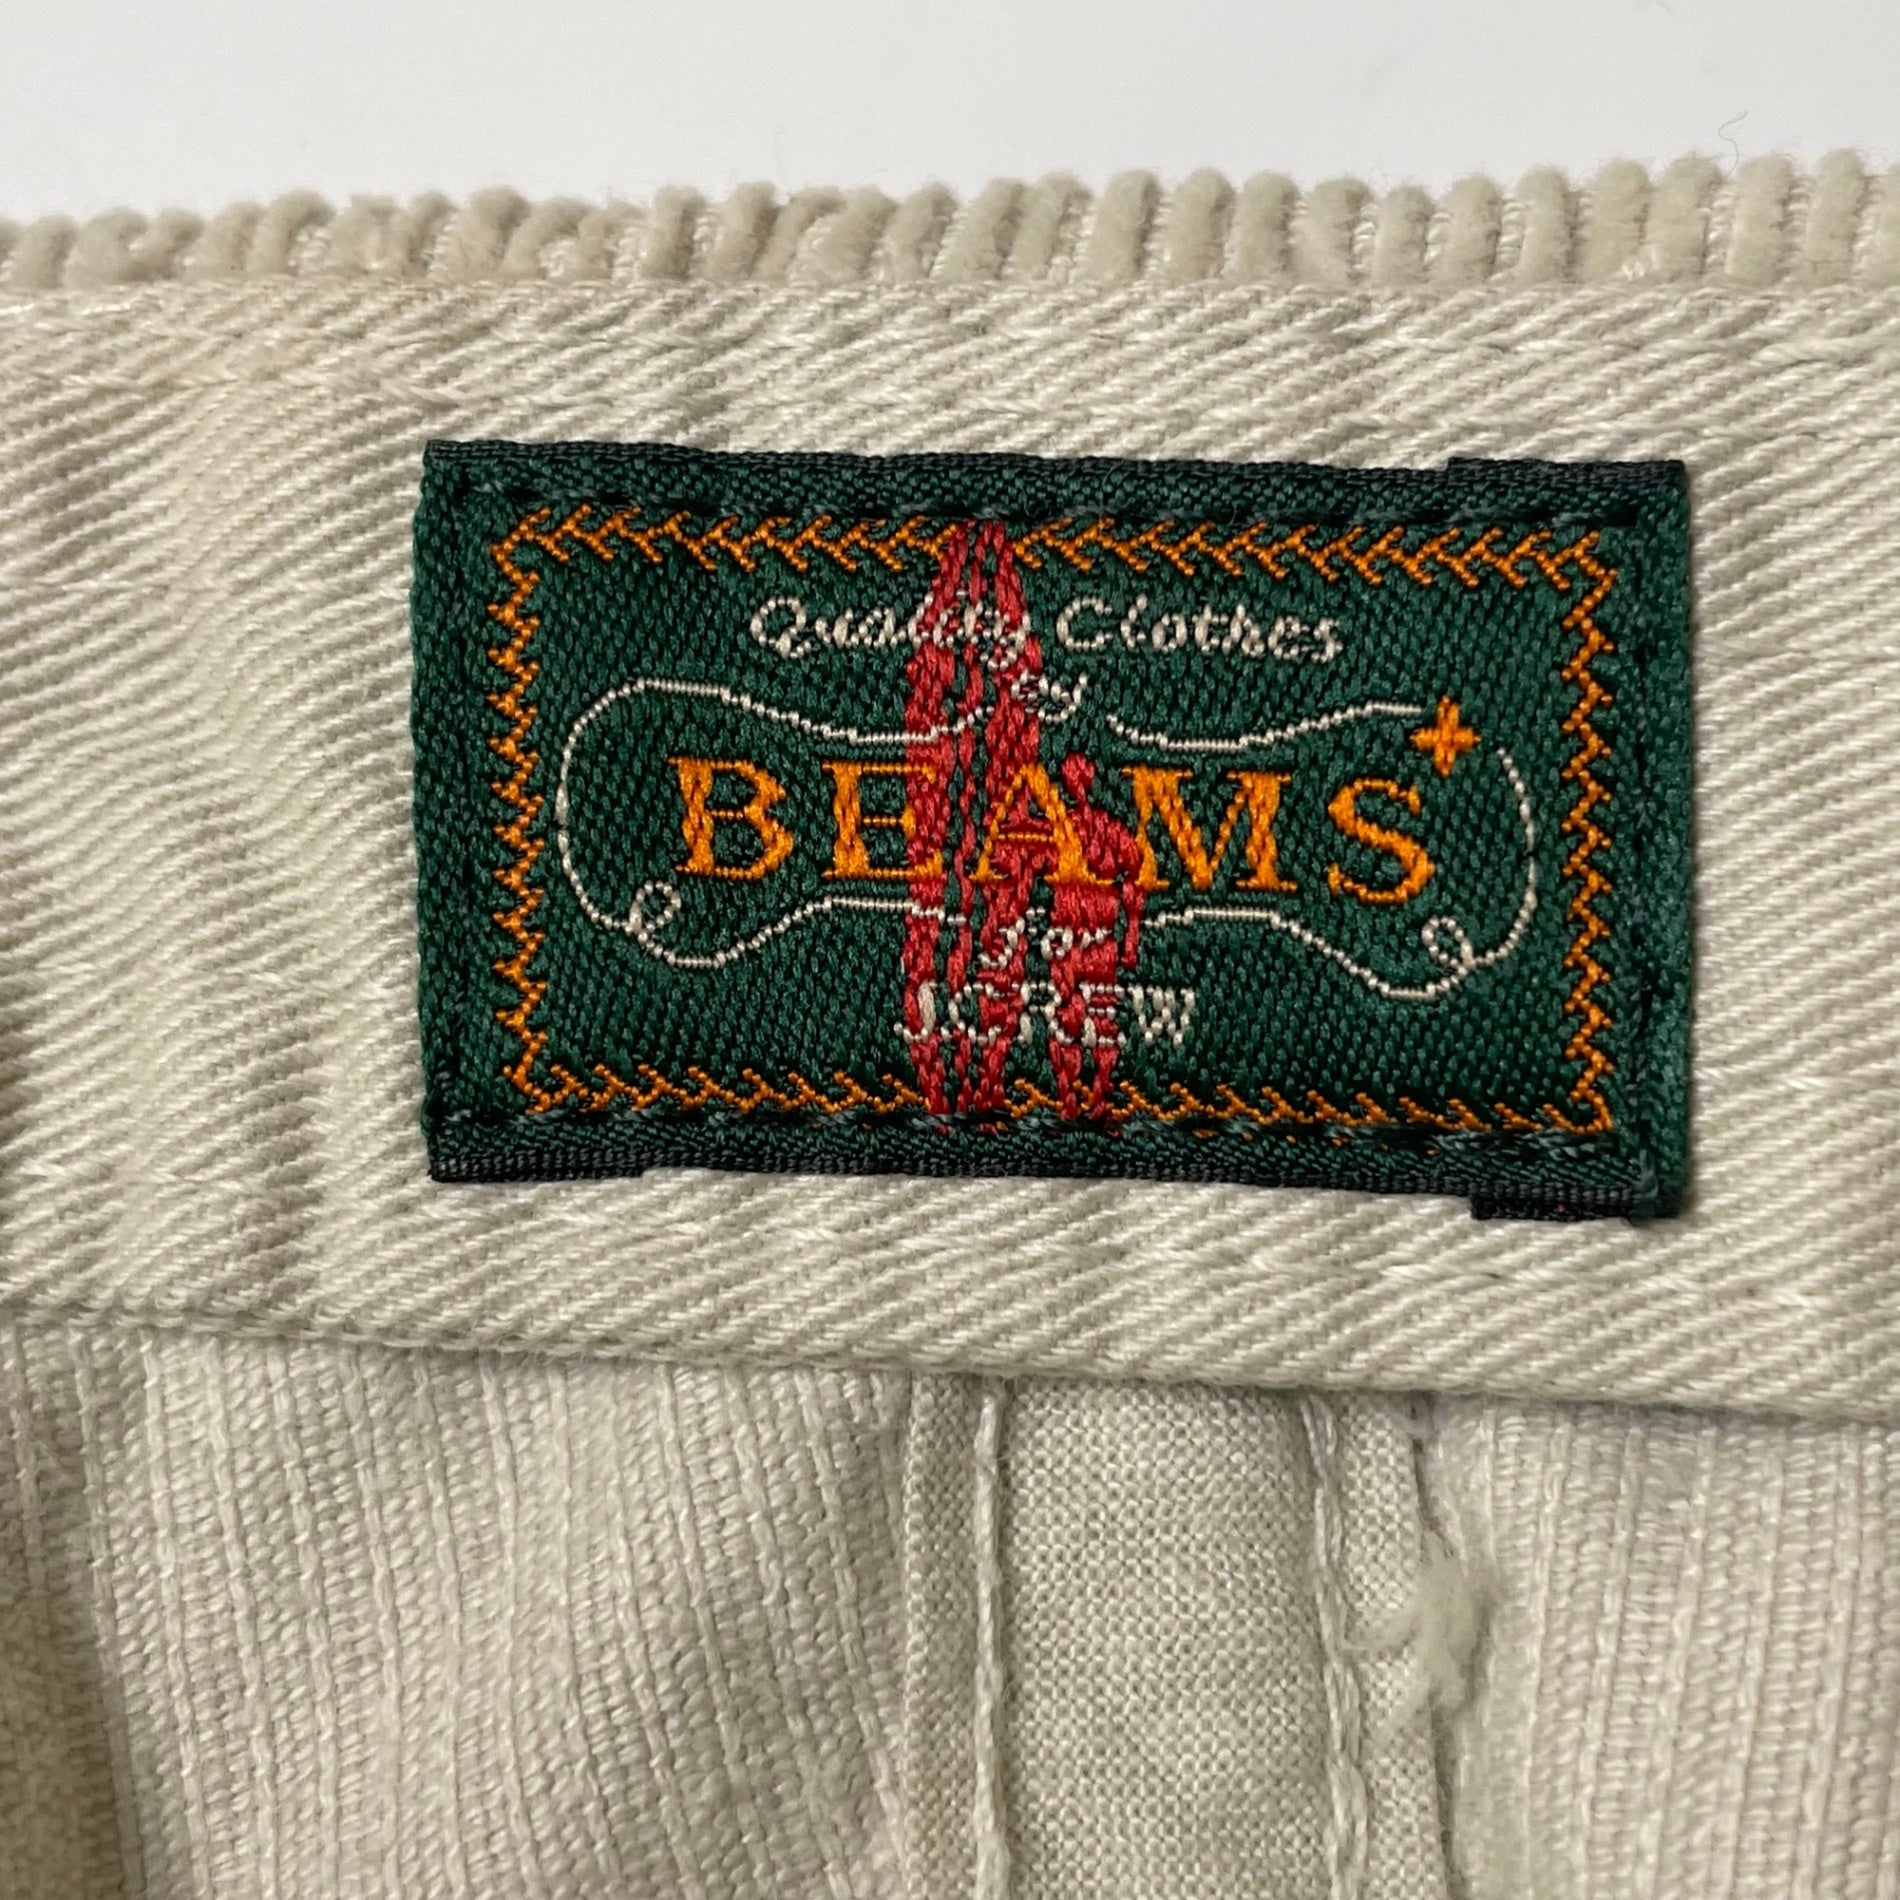 Quality Clothes
by
BEAMS+
for
J.CREW